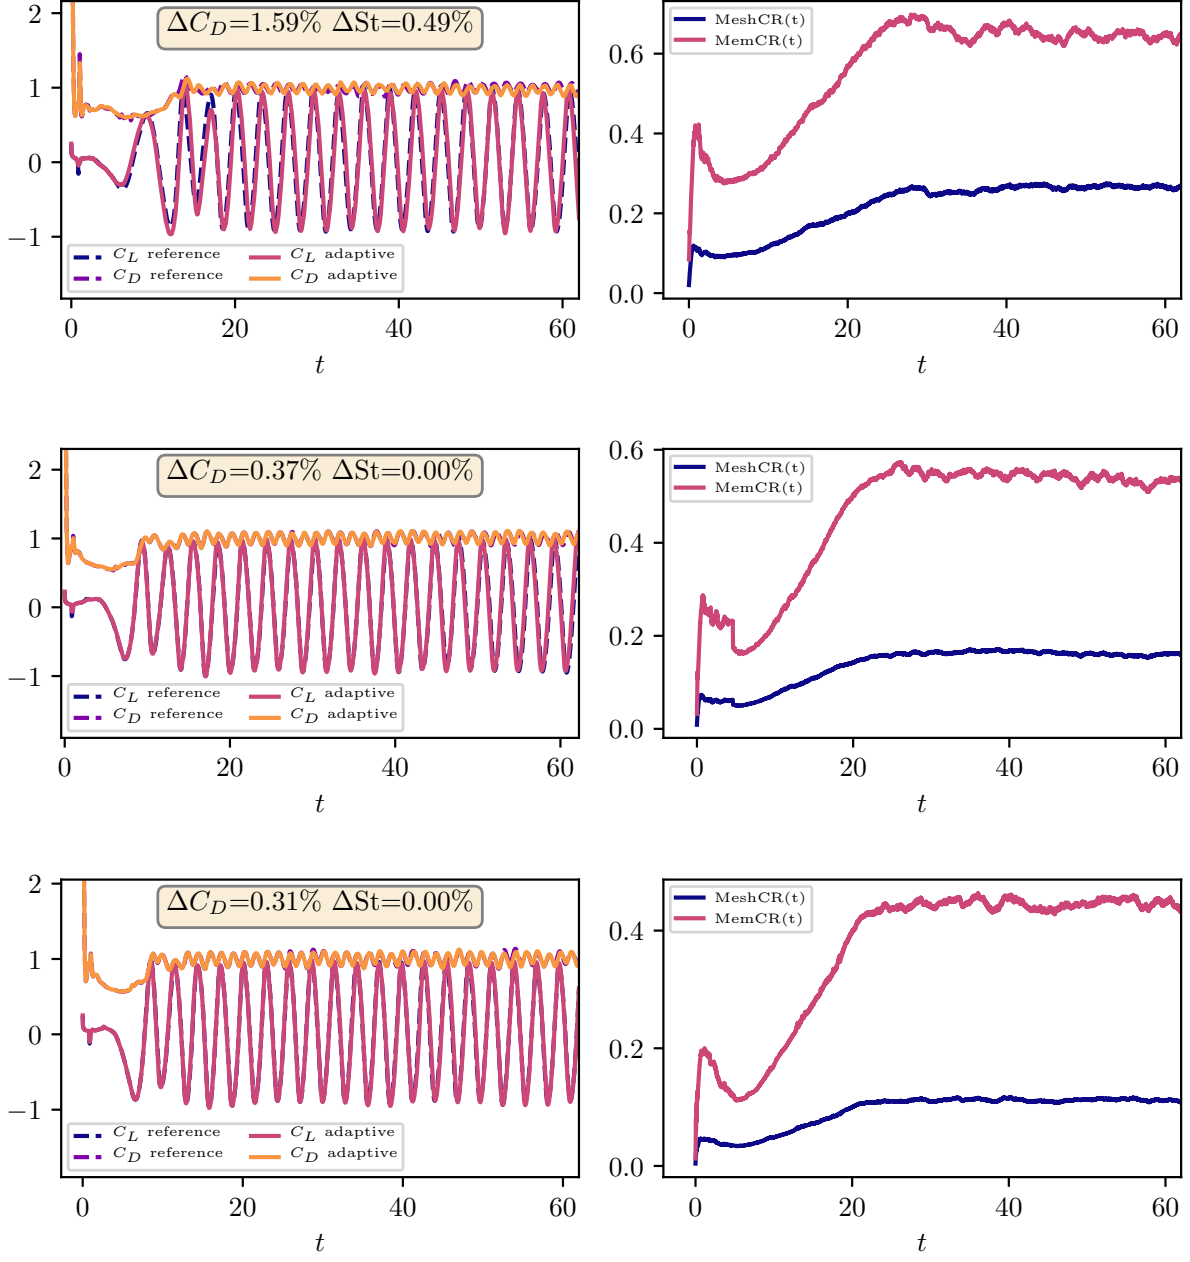 ΔC_D=1.59% ΔSt=0.49%
2
1
0
−1
C_L reference
C_D reference
C_L adaptive
C_D adaptive
0 20 40 60
t
MeshCR(t)
MemCR(t)
0.6
0.4
0.2
0.0
0 20 40 60
t
ΔC_D=0.37% ΔSt=0.00%
2
1
0
−1
C_L reference
C_D reference
C_L adaptive
C_D adaptive
0 20 40 60
t
MeshCR(t)
MemCR(t)
0.6
0.4
0.2
0.0
0 20 40 60
t
ΔC_D=0.31% ΔSt=0.00%
2
1
0
−1
C_L reference
C_D reference
C_L adaptive
C_D adaptive
0 20 40 60
t
MeshCR(t)
MemCR(t)
0.4
0.2
0.0
0 20 40 60
t